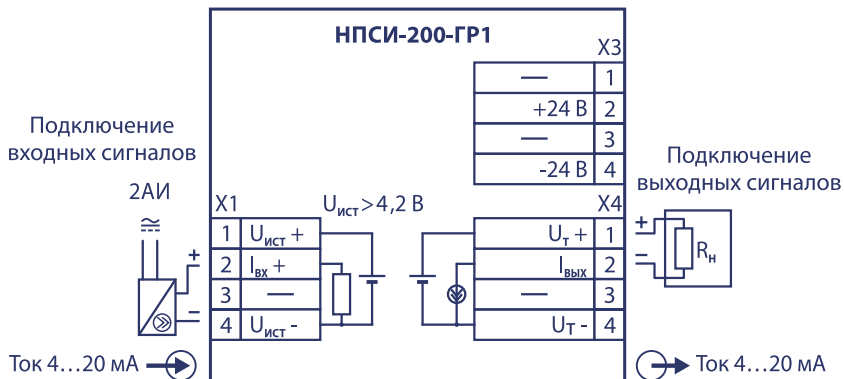 НПСИ-200-ГР1
X3
— 1
+24 В 2
— 3
-24 В 4
Подключение
входных сигналов
2АИ
Подключение
выходных сигналов
X1
Uист>4,2 В
X4
1 Uист +
2 Iвх +
3 —
4 Uист -
Uт + 1
Iвых 2
— 3
Uт - 4
+
−
+
−
Rн
Ток 4…20 мА
Ток 4…20 мА